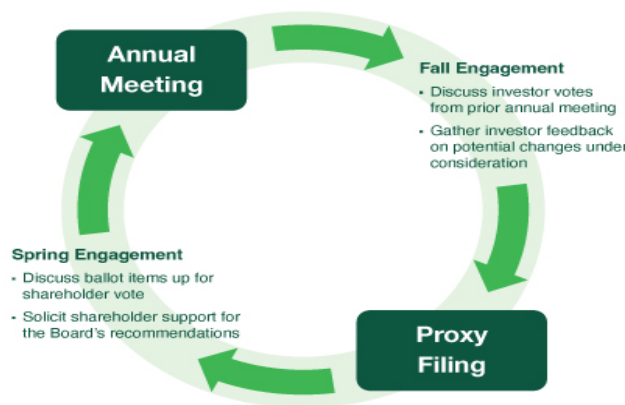 Annual
Meeting
Fall Engagement
▪ Discuss investor votes
from prior annual meeting
▪ Gather investor feedback
on potential changes under
consideration
Spring Engagement
▪ Discuss ballot items up for
shareholder vote
▪ Solicit shareholder support for
the Board's recommendations
Proxy
Filing